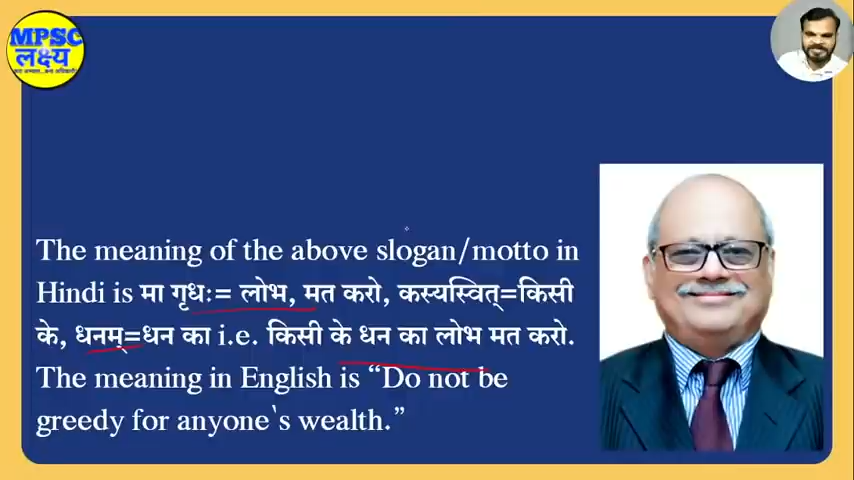 MPSC
लक्ष्य
The meaning of the above slogan/motto in
Hindi is मा गृधः= लोभ, मत करो, कस्यस्वित्=किसी
के, धनम्=धन का i.e. किसी के धन का लोभ मत करो.
The meaning in English is “Do not be
greedy for anyone's wealth.”